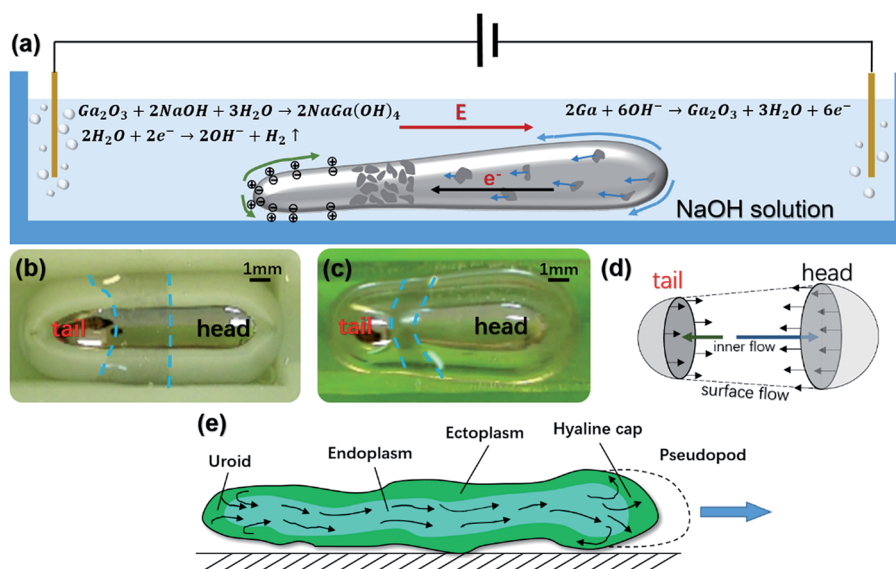 (a)
Ga₂O₃ + 2NaOH + 3H₂O → 2NaGa(OH)₄
2H₂O + 2e⁻ → 2OH⁻ + H₂ ↑
E
2Ga + 6OH⁻ → Ga₂O₃ + 3H₂O + 6e⁻
e⁻
NaOH solution
(b)
1mm
tail
head
(c)
1mm
tail
head
(d)
tail
head
inner flow
surface flow
(e)
Uroid
Endoplasm
Ectoplasm
Hyaline cap
Pseudopod